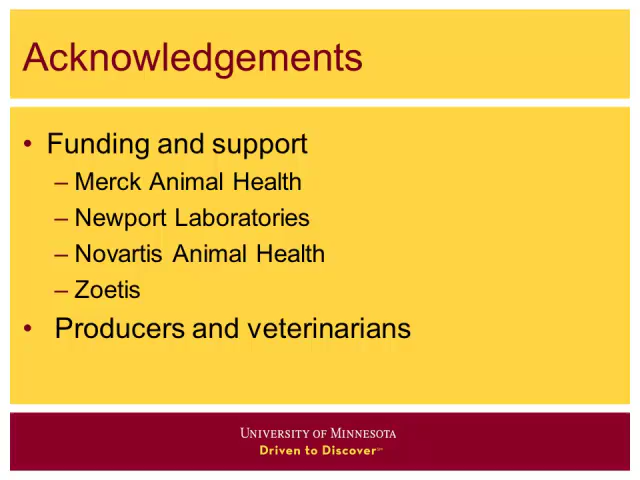 Acknowledgements
• Funding and support
– Merck Animal Health
– Newport Laboratories
– Novartis Animal Health
– Zoetis
• Producers and veterinarians
UNIVERSITY OF MINNESOTA
Driven to Discover